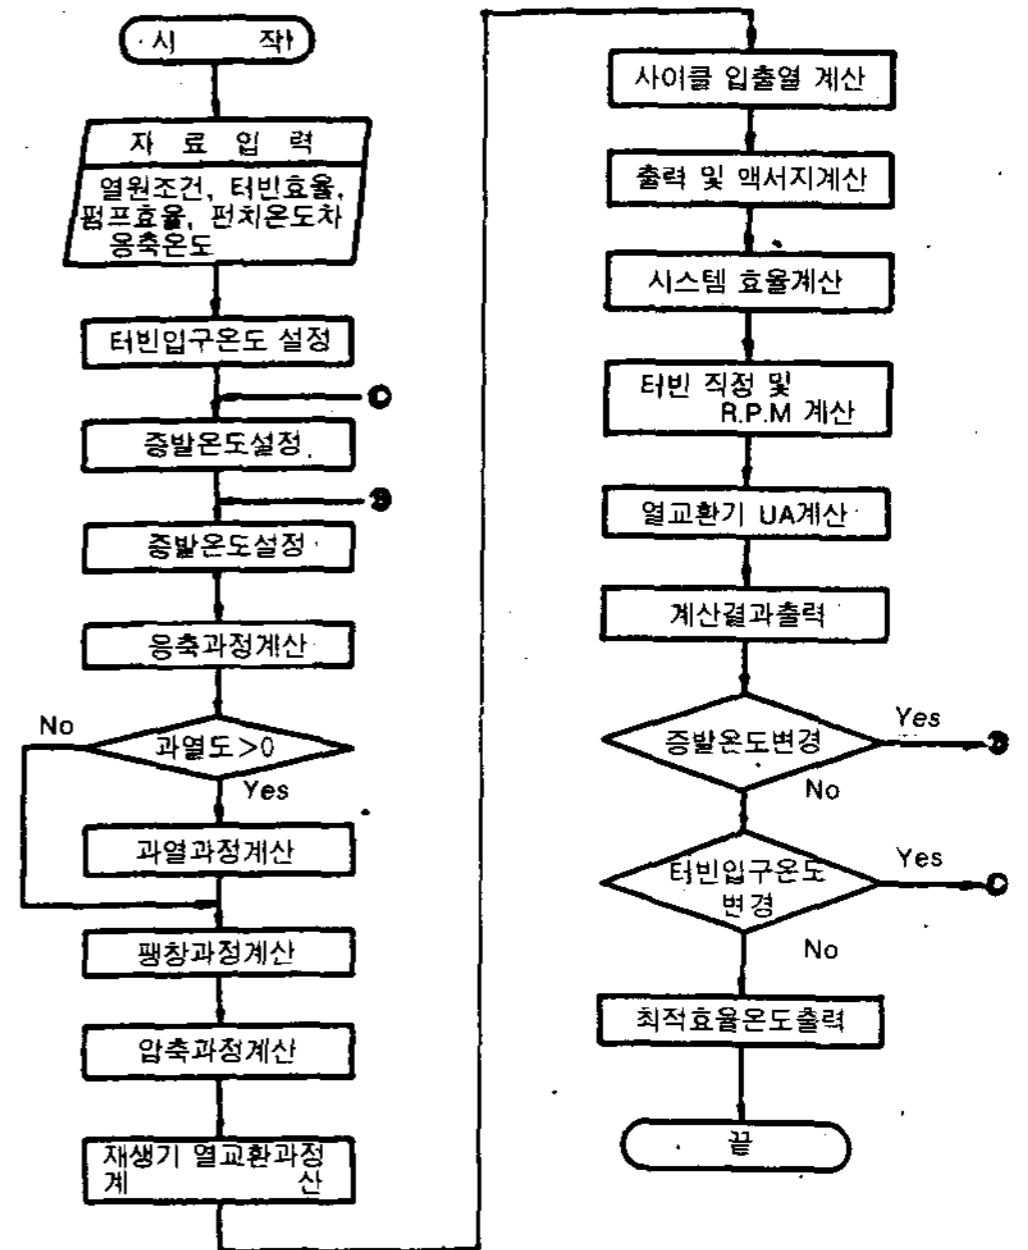 시 작
자 료 입 력
열원조건, 터빈효율,
펌프효율, 펀치온도차
응축온도
터빈입구온도 설정
증발온도설정
증발온도설정
응축과정계산
과열도>0
No
Yes
과열과정계산
팽창과정계산
압축과정계산
재생기 열교환과정
계 산
사이클 입출열 계산
출력 및 액서지계산
시스템 효율계산
터빈 직정 및
R.P.M 계산
열교환기 UA계산
계산결과출력
증발온도변경
Yes
No
터빈입구온도
변경
Yes
No
최적효율온도출력
끝